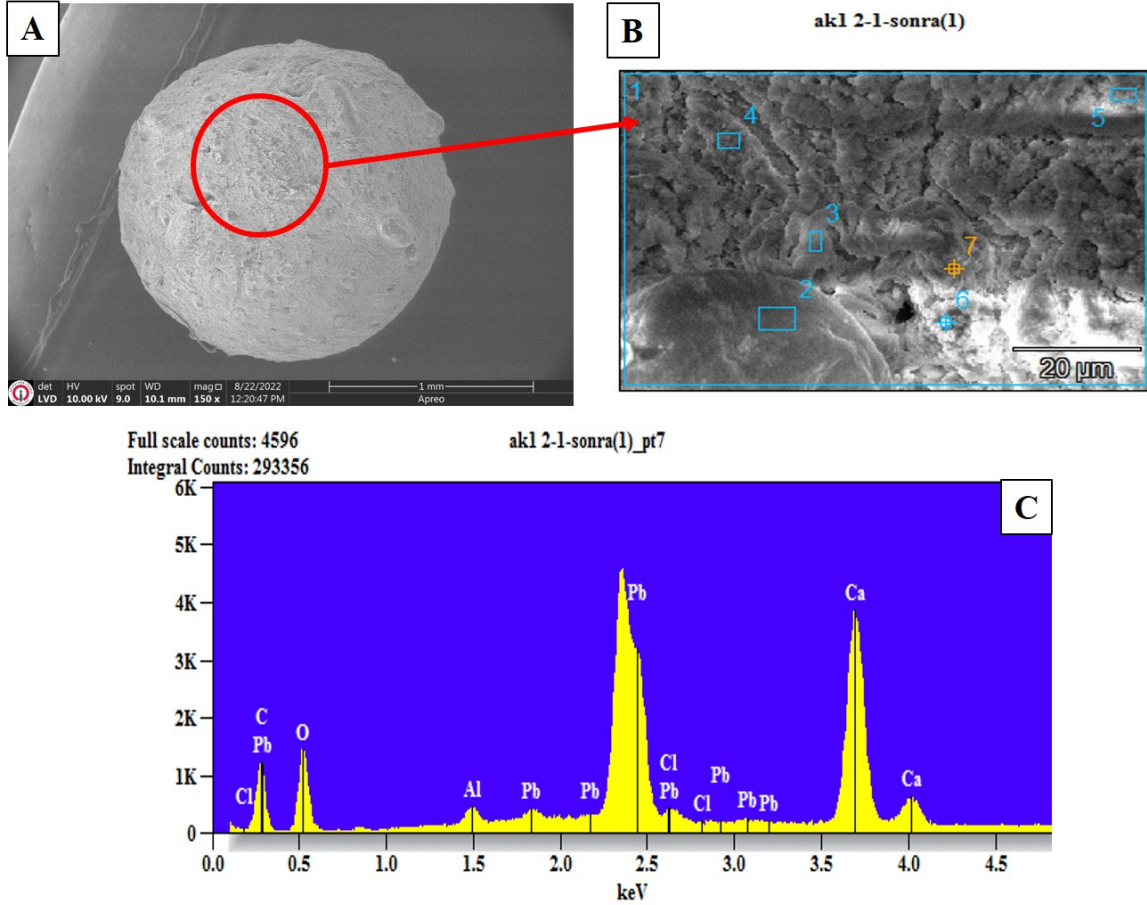 A
det HV spot WD mag □ 8/22/2022 1 mm
LVD 10.00 kV 9.0 10.1 mm 150 x 12:20:47 PM Apreo
B
ak1 2-1-sonra(1)
1
4
5
3
7
2
6
20 µm
Full scale counts: 4596
Integral Counts: 293356
ak1 2-1-sonra(1)_pt7
C
6K
5K
4K
3K
2K
1K
0
Cl
C
Pb
O
Al
Pb
Pb
Pb
Cl
Pb
Cl
Pb
Pb
Pb
Ca
Ca
0.0 0.5 1.0 1.5 2.0 2.5 3.0 3.5 4.0 4.5
keV